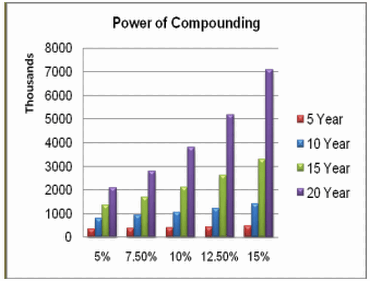 Power of Compounding
Thousands
8000
7000
6000
5000
4000
3000
2000
1000
0
5% 7.50% 10% 12.50% 15%
5 Year
10 Year
15 Year
20 Year